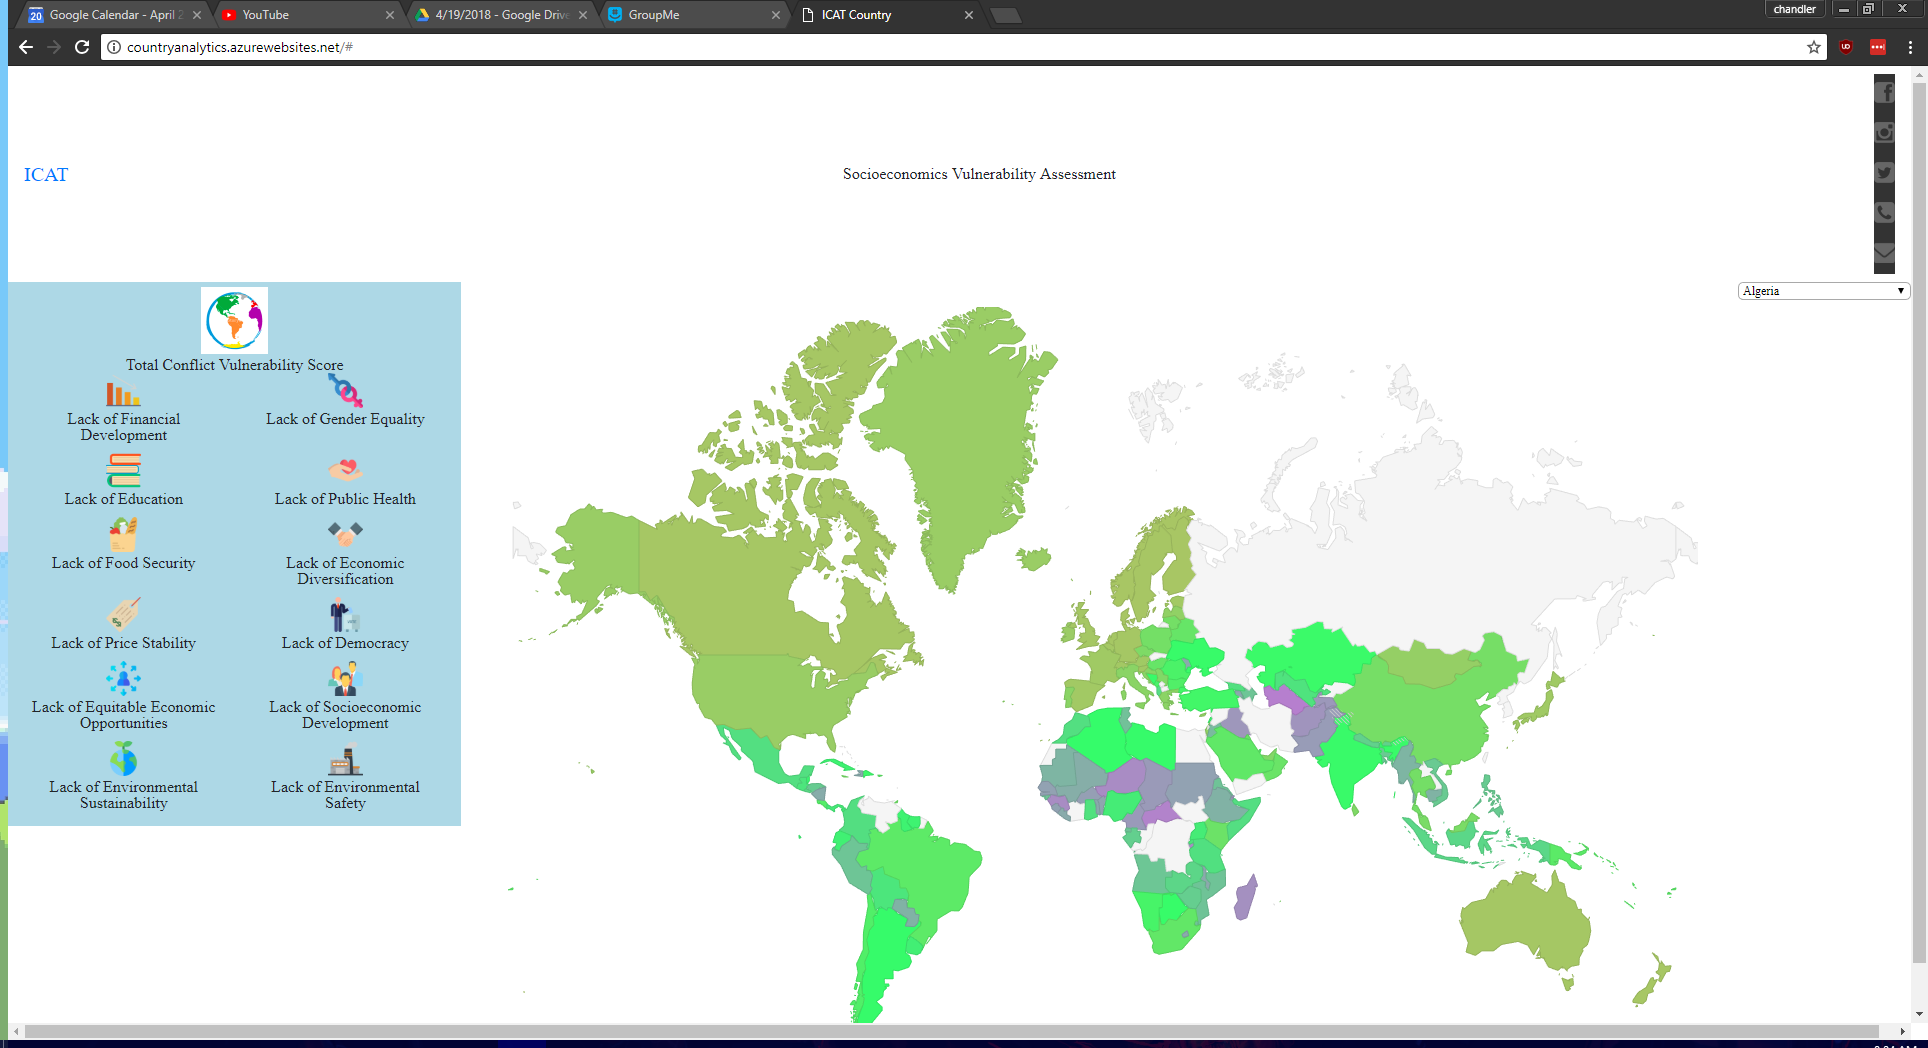 Google Calendar - April 2
YouTube
4/19/2018 - Google Drive
GroupMe
ICAT Country
chandler
countryanalytics.azurewebsites.net/#
ICAT
Socioeconomics Vulnerability Assessment
Algeria
Total Conflict Vulnerability Score
Lack of Financial
Development
Lack of Gender Equality
Lack of Education
Lack of Public Health
Lack of Food Security
Lack of Economic
Diversification
Lack of Price Stability
Lack of Democracy
Lack of Equitable Economic
Opportunities
Lack of Socioeconomic
Development
Lack of Environmental
Sustainability
Lack of Environmental
Safety